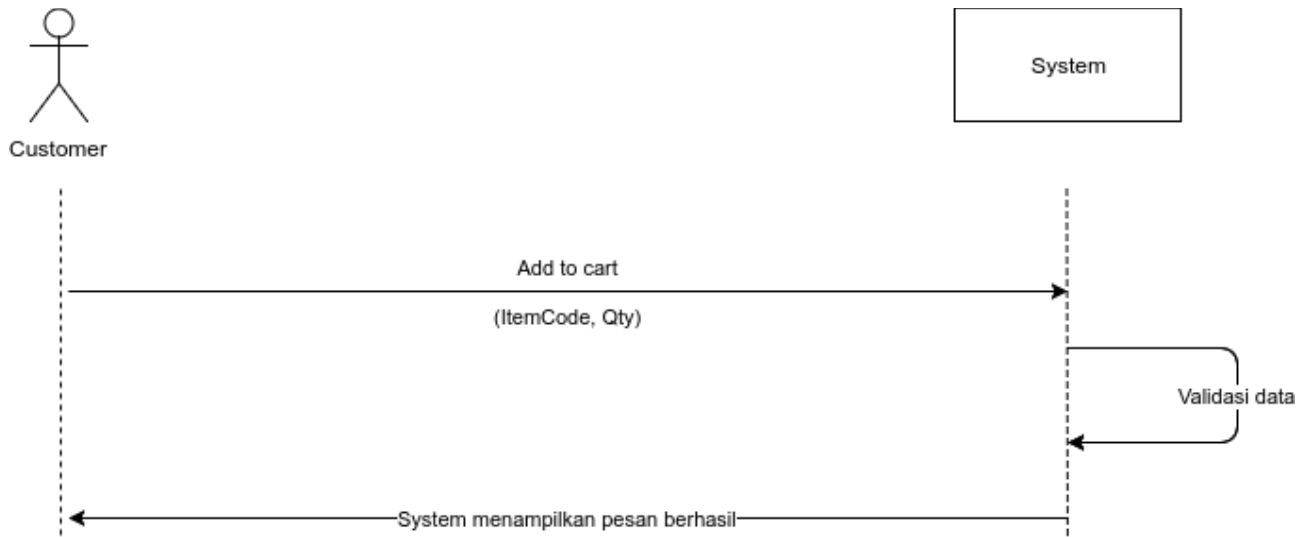 System
Customer
Add to cart
(ItemCode, Qty)
Validasi data
System menampilkan pesan berhasil